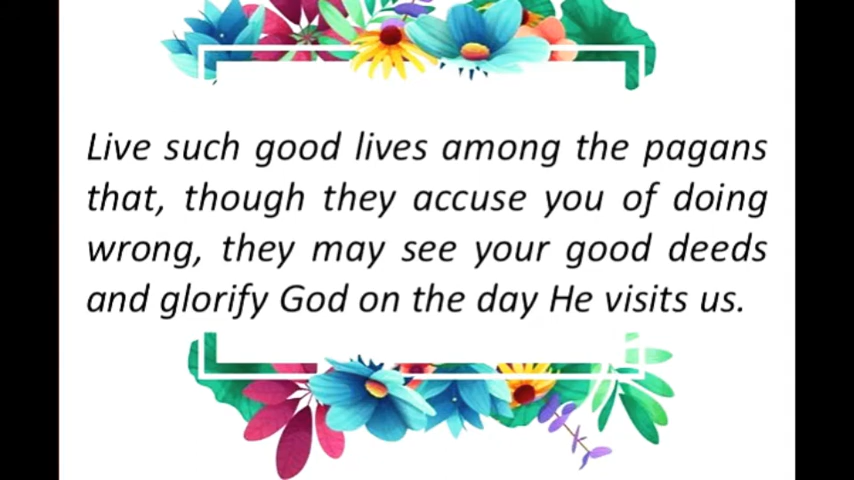 Live such good lives among the pagans
that, though they accuse you of doing
wrong, they may see your good deeds
and glorify God on the day He visits us.